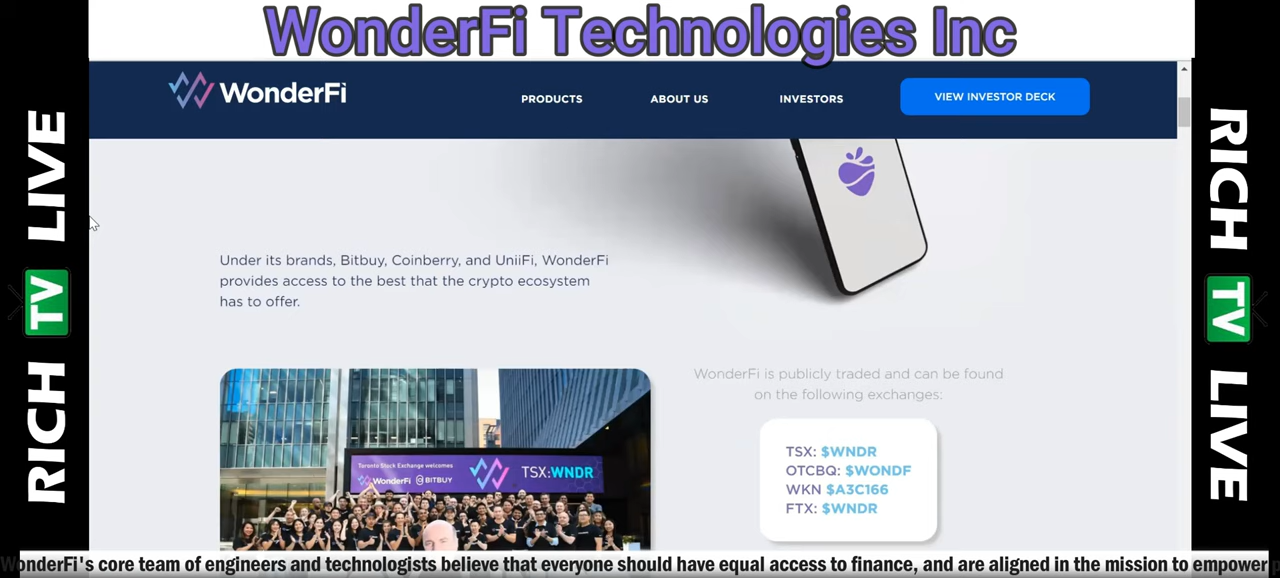 WonderFi Technologies Inc
WonderFi
PRODUCTS
ABOUT US
INVESTORS
VIEW INVESTOR DECK
RICH TV LIVE
RICH TV LIVE
Under its brands, Bitbuy, Coinberry, and UniiFi, WonderFi
provides access to the best that the crypto ecosystem
has to offer.
WonderFi is publicly traded and can be found
on the following exchanges:
TSX: $WNDR
OTCBQ: $WONDF
WKN $A3C166
FTX: $WNDR
Toronto Stock Exchange welcomes
WonderFi BITBUY
TSX:WNDR
WonderFi's core team of engineers and technologists believe that everyone should have equal access to finance, and are aligned in the mission to empower